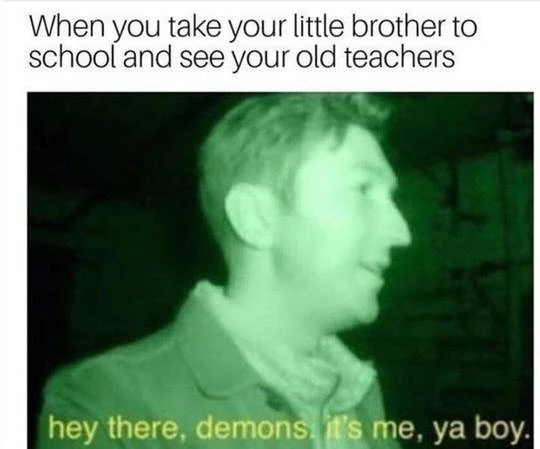 When you take your little brother to
school and see your old teachers
hey there, demons. it's me, ya boy.